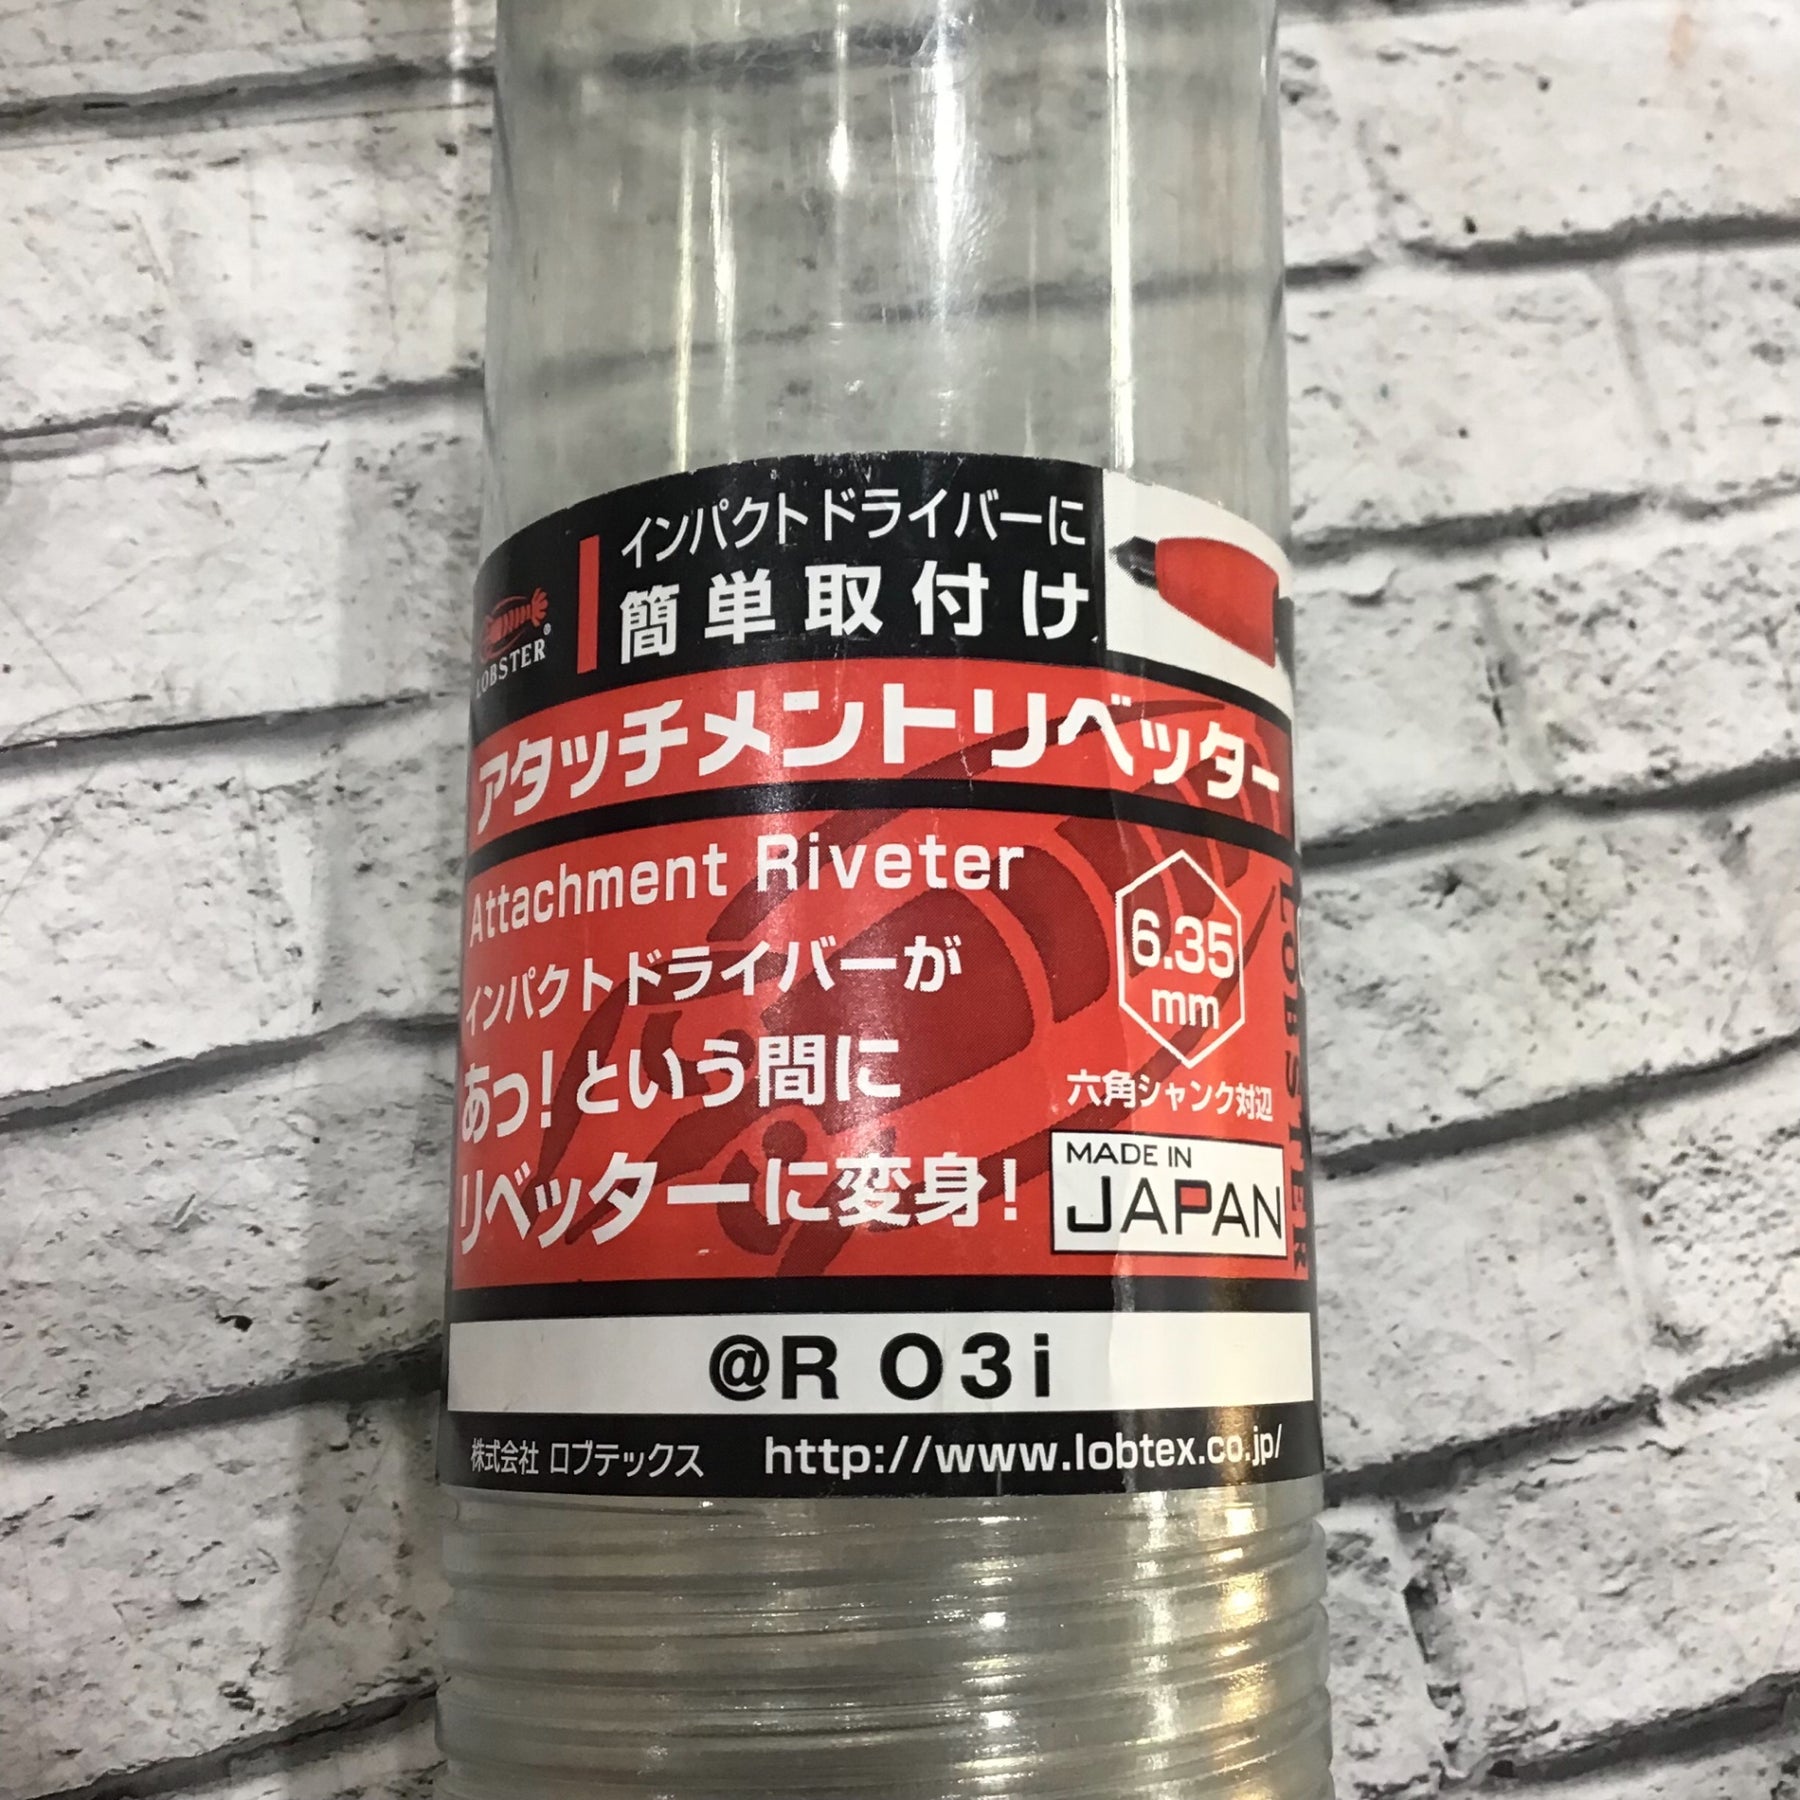 インパクトドライバーに
簡単取付け
LOBSTER®
アタッチメントリベッター
Attachment Riveter
インパクトドライバーが
あっ!という間に
リベッターに変身!
6.35
mm
六角シャンク対辺
MADE IN
JAPAN
LOBSTER
@R 03i
株式会社 ロブテックス http://www.lobtex.co.jp/